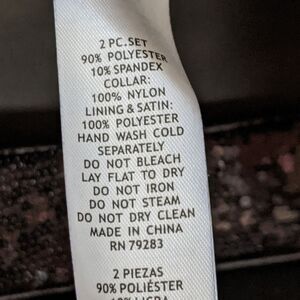 2 PC.SET
90% POLYESTER
10% SPANDEX
COLLAR:
100% NYLON
LINING & SATIN:
100% POLYESTER
HAND WASH COLD
SEPARATELY
DO NOT BLEACH
LAY FLAT TO DRY
DO NOT IRON
DO NOT STEAM
DO NOT DRY CLEAN
MADE IN CHINA
RN 79283
2 PIEZAS
90% POLIÉSTER
10% LICRA